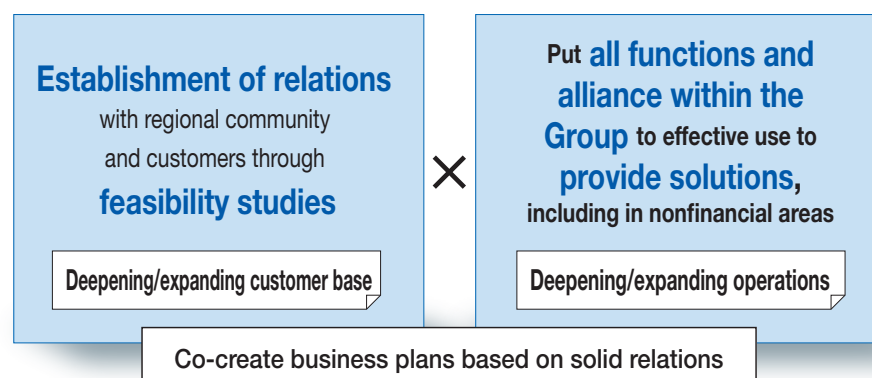 Establishment of relations
with regional community
and customers through
feasibility studies
Deepening/expanding customer base
×
Put all functions and
alliance within the
Group to effective use to
provide solutions,
including in nonfinancial areas
Deepening/expanding operations
Co-create business plans based on solid relations